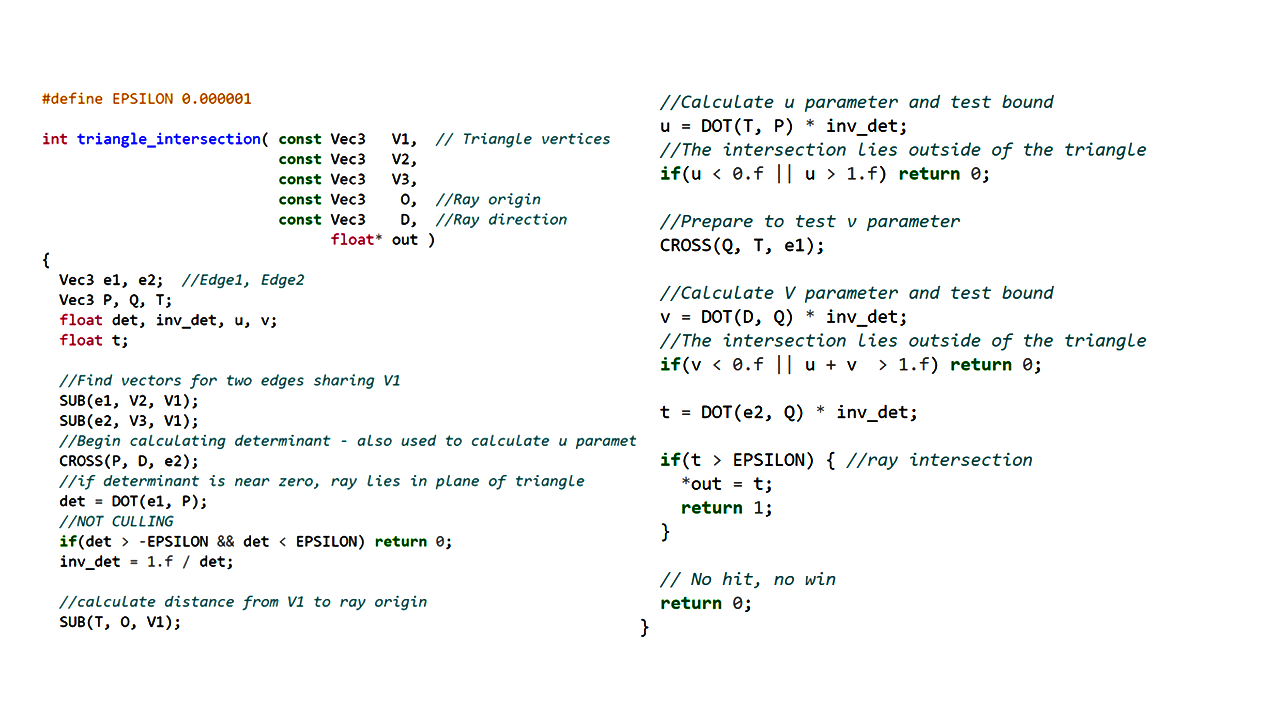 #define EPSILON 0.000001
int triangle_intersection( const Vec3   V1,  // Triangle vertices
                           const Vec3   V2,
                           const Vec3   V3,
                           const Vec3    O,  //Ray origin
                           const Vec3    D,  //Ray direction
                                 float* out )
{
  Vec3 e1, e2;  //Edge1, Edge2
  Vec3 P, Q, T;
  float det, inv_det, u, v;
  float t;
  //Find vectors for two edges sharing V1
  SUB(e1, V2, V1);
  SUB(e2, V3, V1);
  //Begin calculating determinant - also used to calculate u paramet
  CROSS(P, D, e2);
  //if determinant is near zero, ray lies in plane of triangle
  det = DOT(e1, P);
  //NOT CULLING
  if(det > -EPSILON && det < EPSILON) return 0;
  inv_det = 1.f / det;
  //calculate distance from V1 to ray origin
  SUB(T, O, V1);
  //Calculate u parameter and test bound
  u = DOT(T, P) * inv_det;
  //The intersection lies outside of the triangle
  if(u < 0.f || u > 1.f) return 0;
  //Prepare to test v parameter
  CROSS(Q, T, e1);
  //Calculate V parameter and test bound
  v = DOT(D, Q) * inv_det;
  //The intersection lies outside of the triangle
  if(v < 0.f || u + v  > 1.f) return 0;
  t = DOT(e2, Q) * inv_det;
  if(t > EPSILON) { //ray intersection
    *out = t;
    return 1;
  }
  // No hit, no win
  return 0;
}